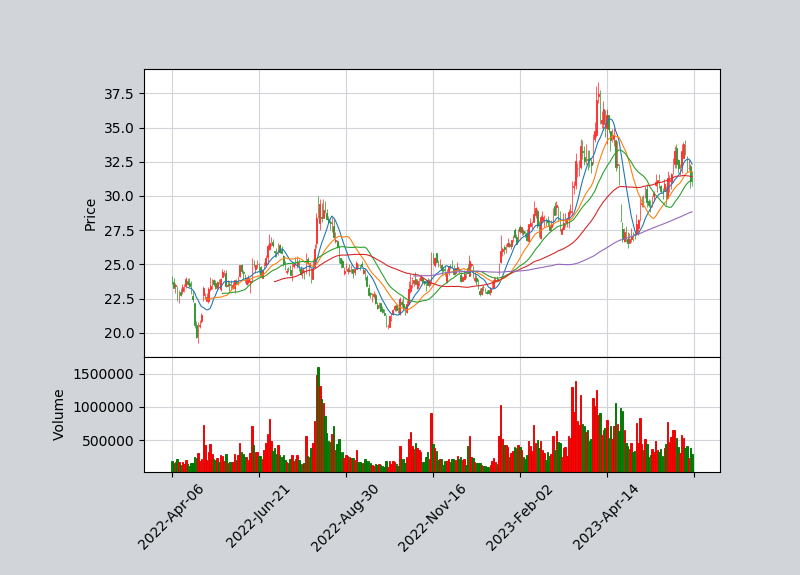 37.5
35.0
32.5
30.0
27.5
25.0
22.5
20.0
Price
1500000
1000000
500000
Volume
2022-Apr-06
2022-Jun-21
2022-Aug-30
2022-Nov-16
2023-Feb-02
2023-Apr-14